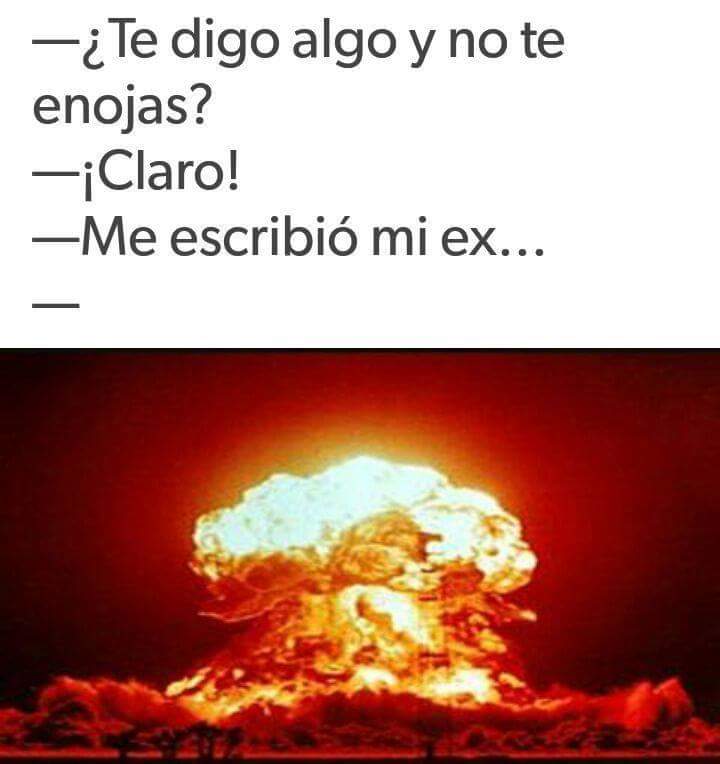 —¿Te digo algo y no te
enojas?
—¡Claro!
—Me escribió mi ex...
—